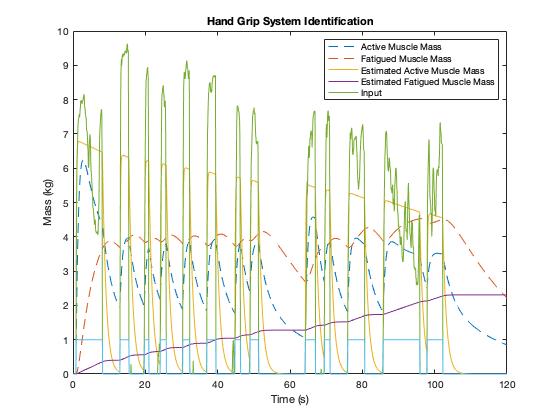 Hand Grip System Identification
10
9
8
7
6
5
4
3
2
1
0
Mass (kg)
Active Muscle Mass
Fatigued Muscle Mass
Estimated Active Muscle Mass
Estimated Fatigued Muscle Mass
Input
0 20 40 60 80 100 120
Time (s)